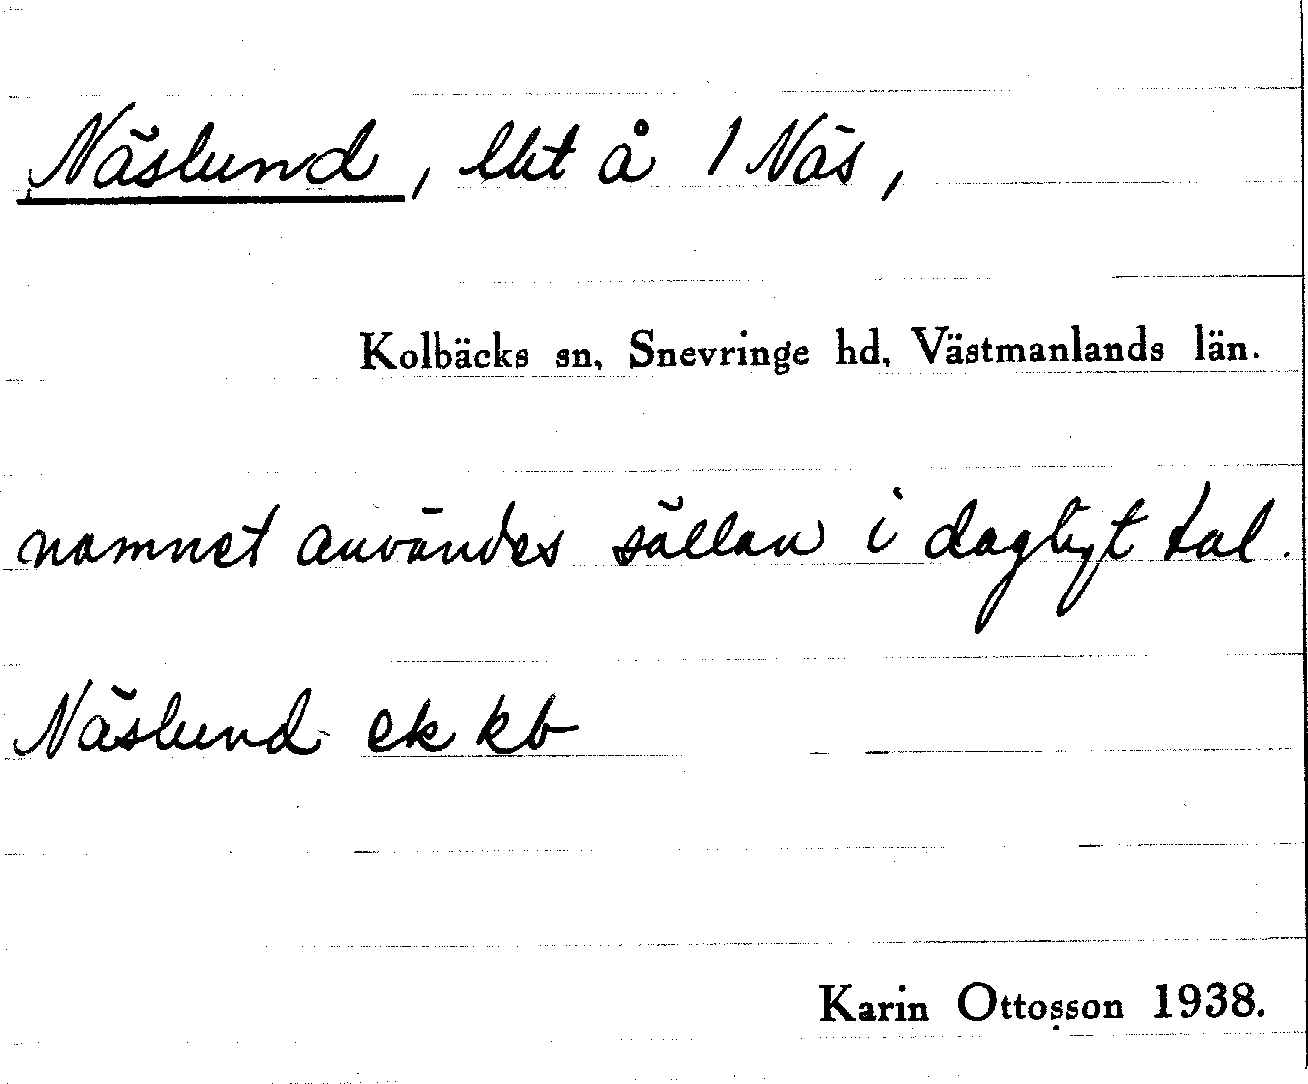 Näslund, lht å 1 Näs,
Kolbäcks sn, Snevringe hd, Västmanlands län.
namnet användes sällan i dagligt tal.
Näslund ek kb
Karin Ottosson 1938.